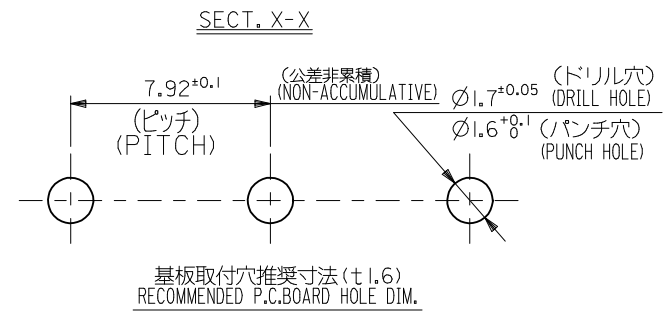 SECT. X-X
7.92±0.1
(ピッチ)
(PITCH)
(公差非累積)
(NON-ACCUMULATIVE)
∅1.7±0.05 (ドリル穴)
(DRILL HOLE)
∅1.6+0.1 0 (パンチ穴)
(PUNCH HOLE)
基板取付穴推奨寸法(t1.6)
RECOMMENDED P.C.BOARD HOLE DIM.